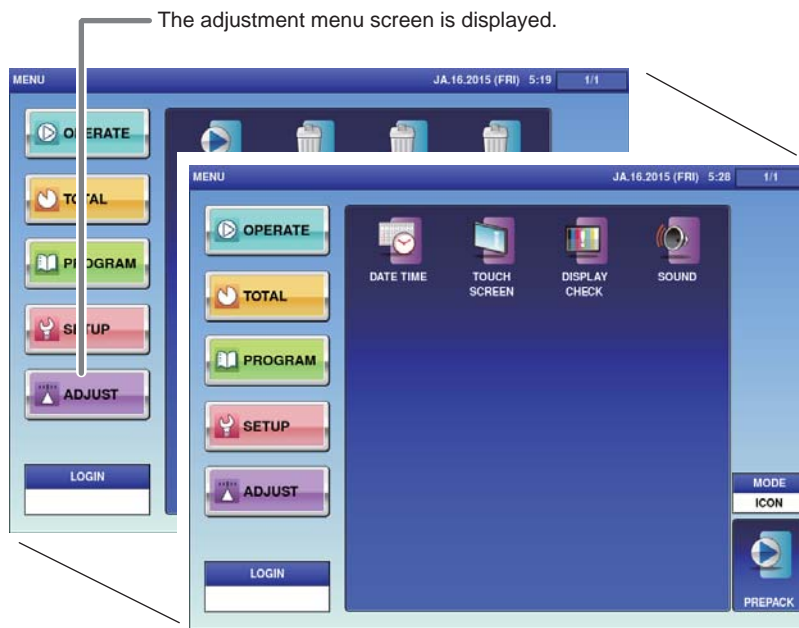 The adjustment menu screen is displayed.
MENU JA.16.2015 (FRI) 5:19 1/1
OPERATE
TOTAL
PROGRAM
SETUP
ADJUST
LOGIN
MENU JA.16.2015 (FRI) 5:28 1/1
OPERATE
TOTAL
PROGRAM
SETUP
ADJUST
LOGIN
DATE TIME
TOUCH
SCREEN
DISPLAY
CHECK
SOUND
MODE
ICON
PREPACK